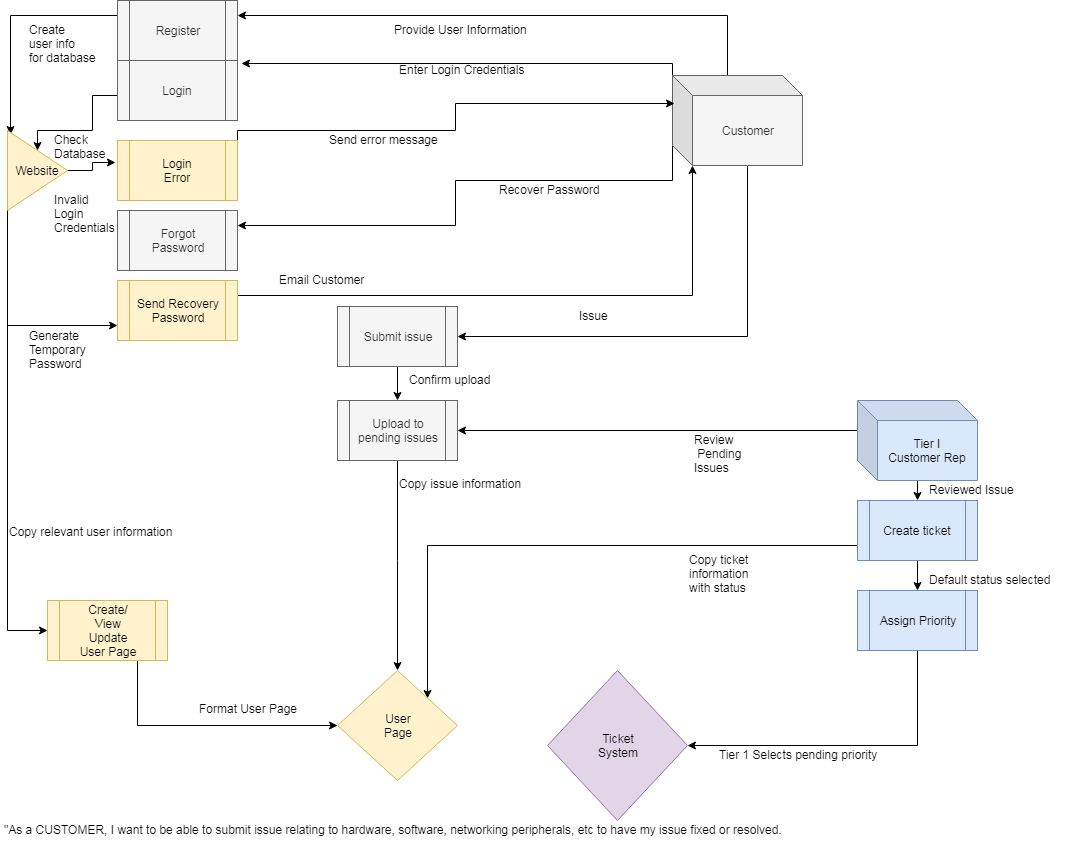 Register
Provide User Information
Create
user info
for database
Enter Login Credentials
Login
Customer
Check
Database
Send error message
Website
Login
Error
Recover Password
Invalid
Login
Credentials
Forgot
Password
Email Customer
Send Recovery
Password
Issue
Submit issue
Generate
Temporary
Password
Confirm upload
Upload to
pending issues
Review
Pending
Issues
Tier I
Customer Rep
Copy issue information
Reviewed Issue
Copy relevant user information
Create ticket
Copy ticket
information
with status
Default status selected
Create/
View
Update
User Page
Assign Priority
Format User Page
User
Page
Ticket
System
Tier 1 Selects pending priority
"As a CUSTOMER, I want to be able to submit issue relating to hardware, software, networking peripherals, etc to have my issue fixed or resolved.